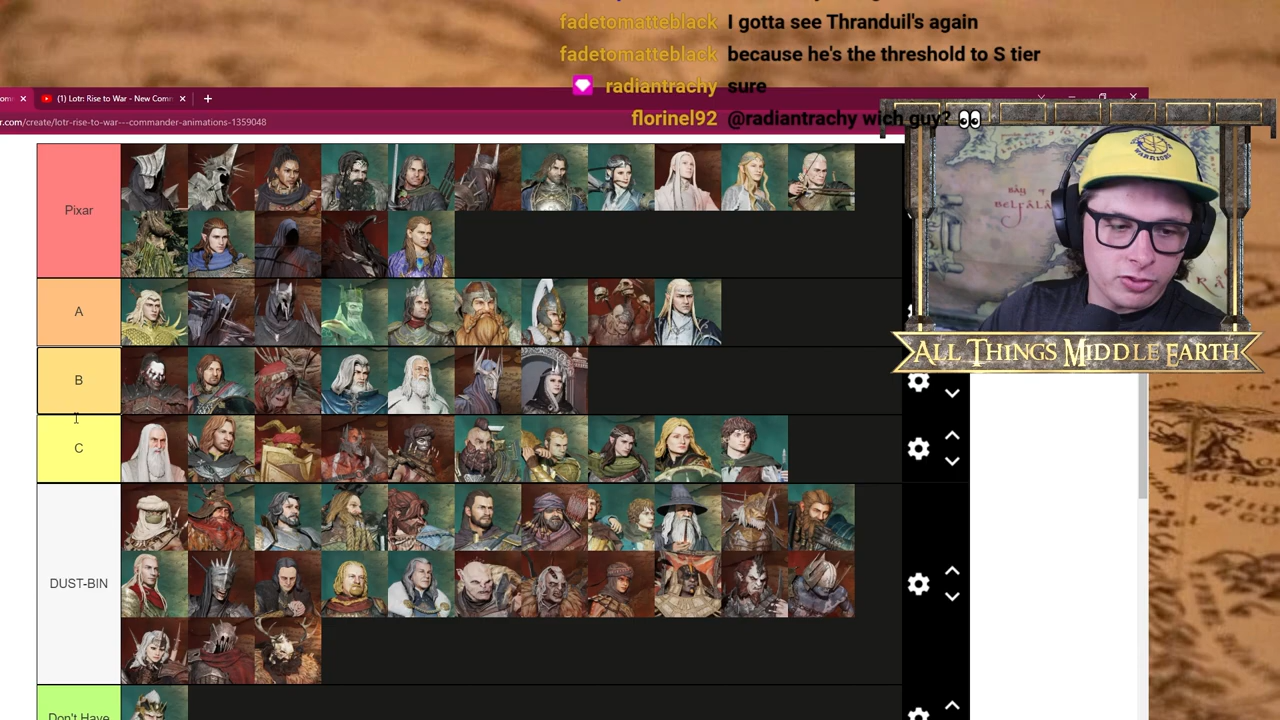 fadetomatteblack I gotta see Thranduil's again
fadetomatteblack because he's the threshold to S tier
radiantrachy sure
florinel92 @radiantrachy wich guy? 👀
(1) Lotr: Rise to War - New Comm
r.com/create/lotr-rise-to-war---commander-animations-1359048
Pixar
A
B
C
DUST-BIN
Don't Have
WARRIORS
BELFALAS
ALL THINGS MIDDLE EARTH